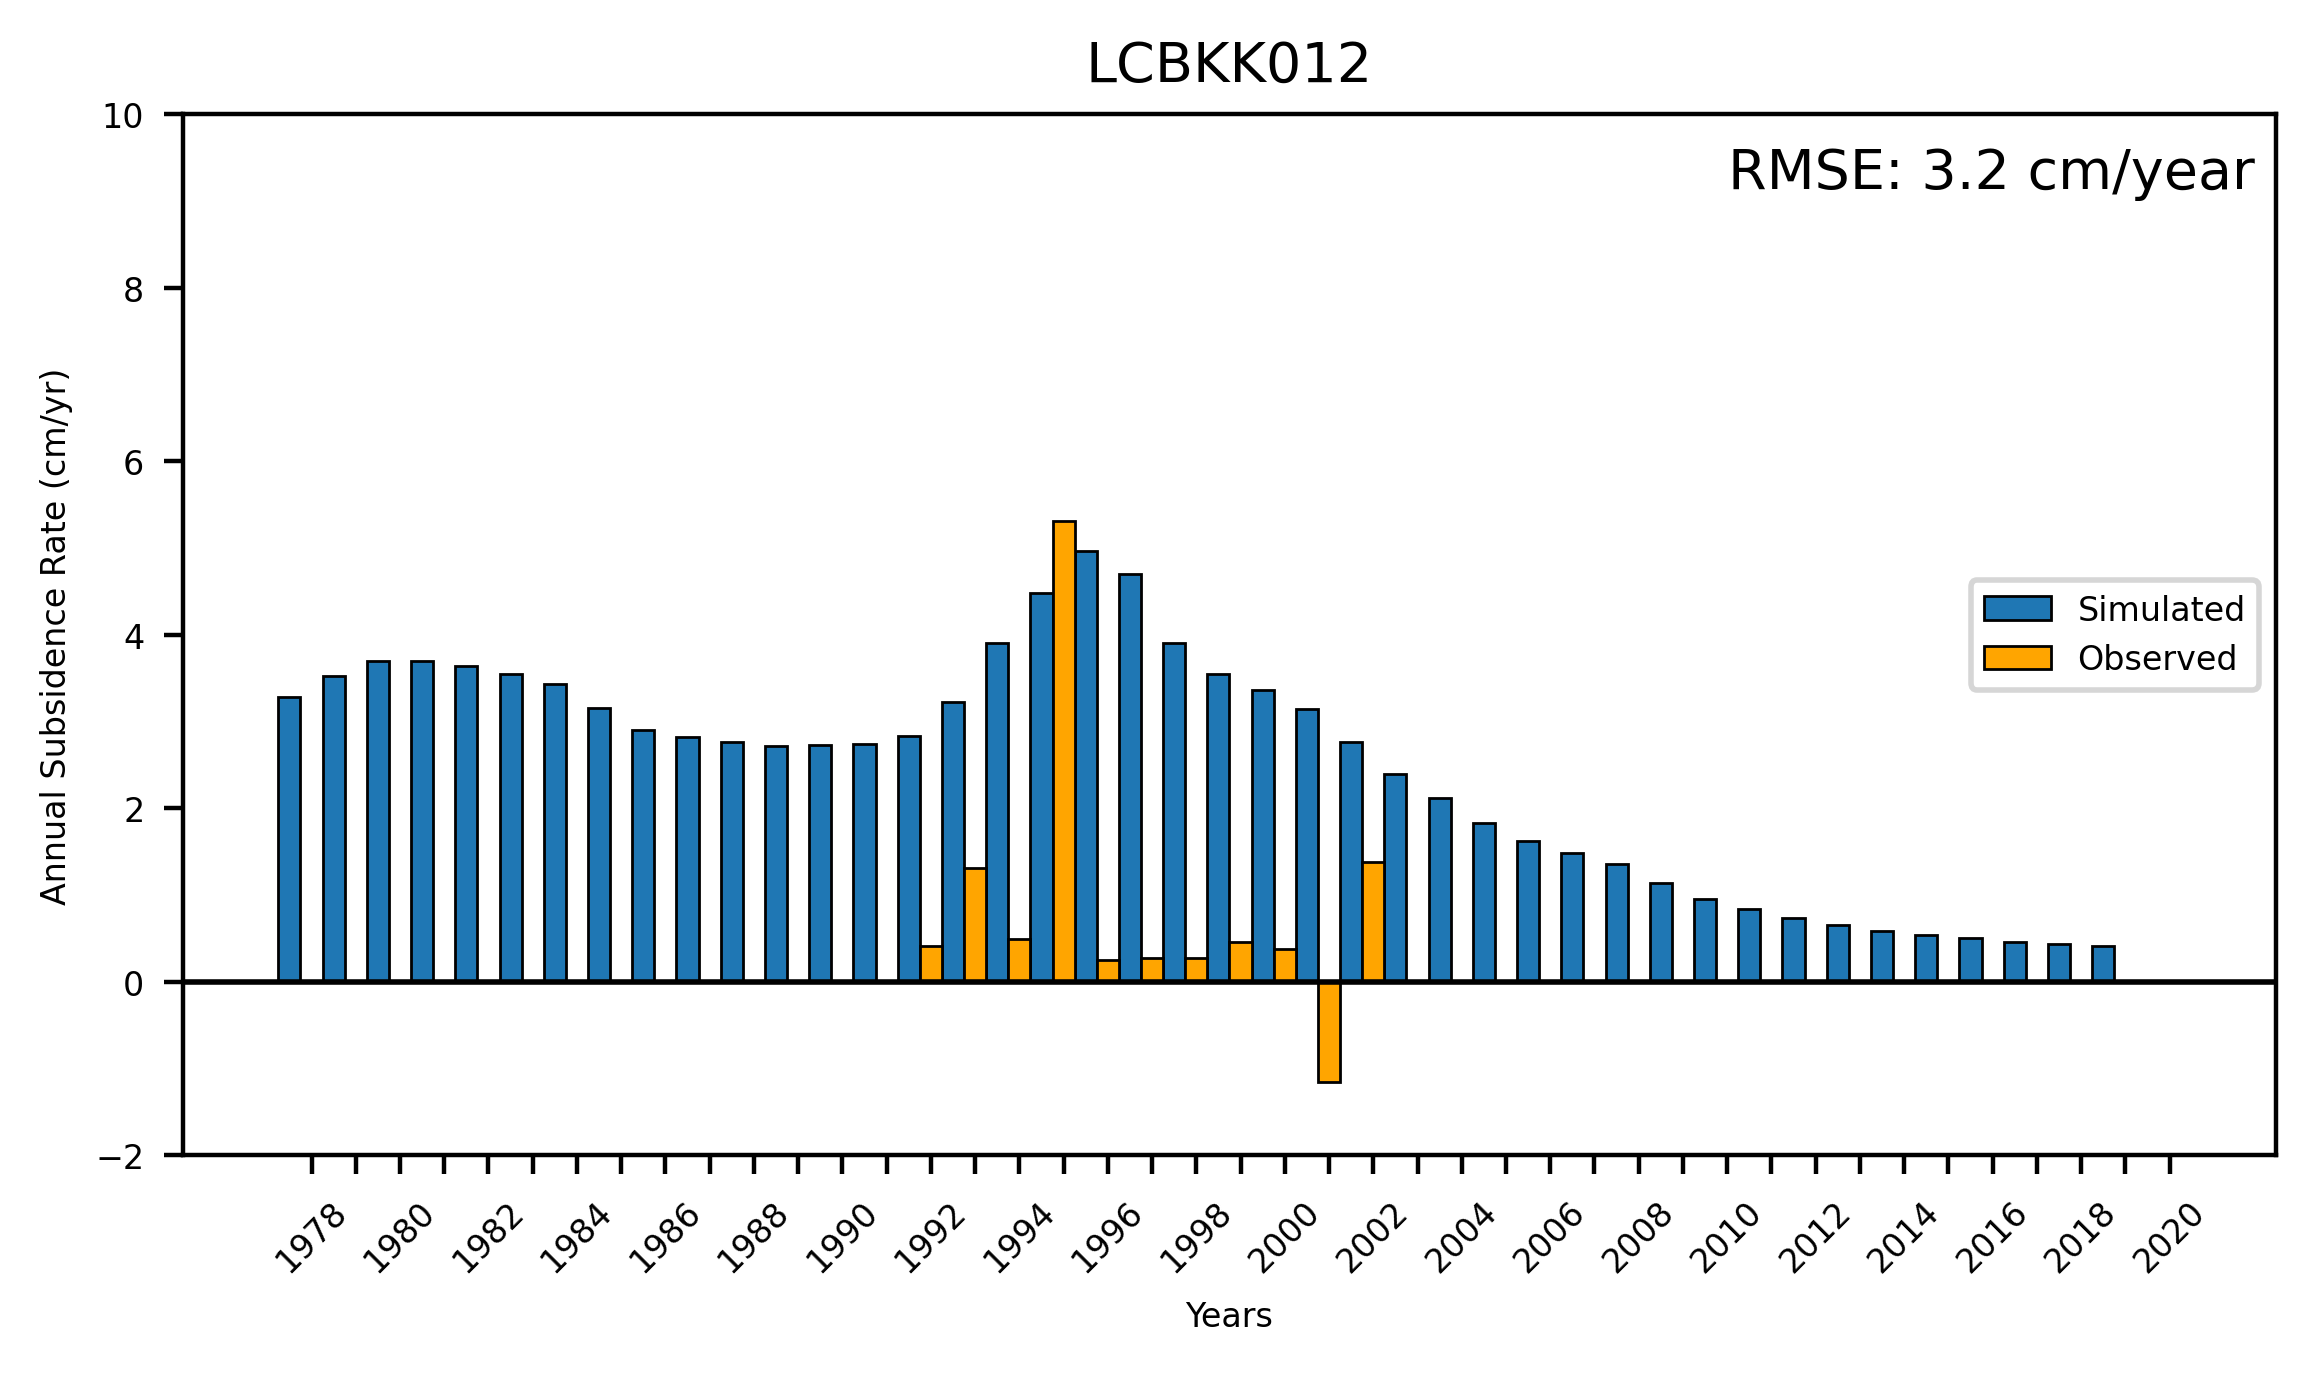 LCBKK012
RMSE: 3.2 cm/year
10
8
6
4
2
0
−2
Annual Subsidence Rate (cm/yr)
Simulated
Observed
1978 1980 1982 1984 1986 1988 1990 1992 1994 1996 1998 2000 2002 2004 2006 2008 2010 2012 2014 2016 2018 2020
Years